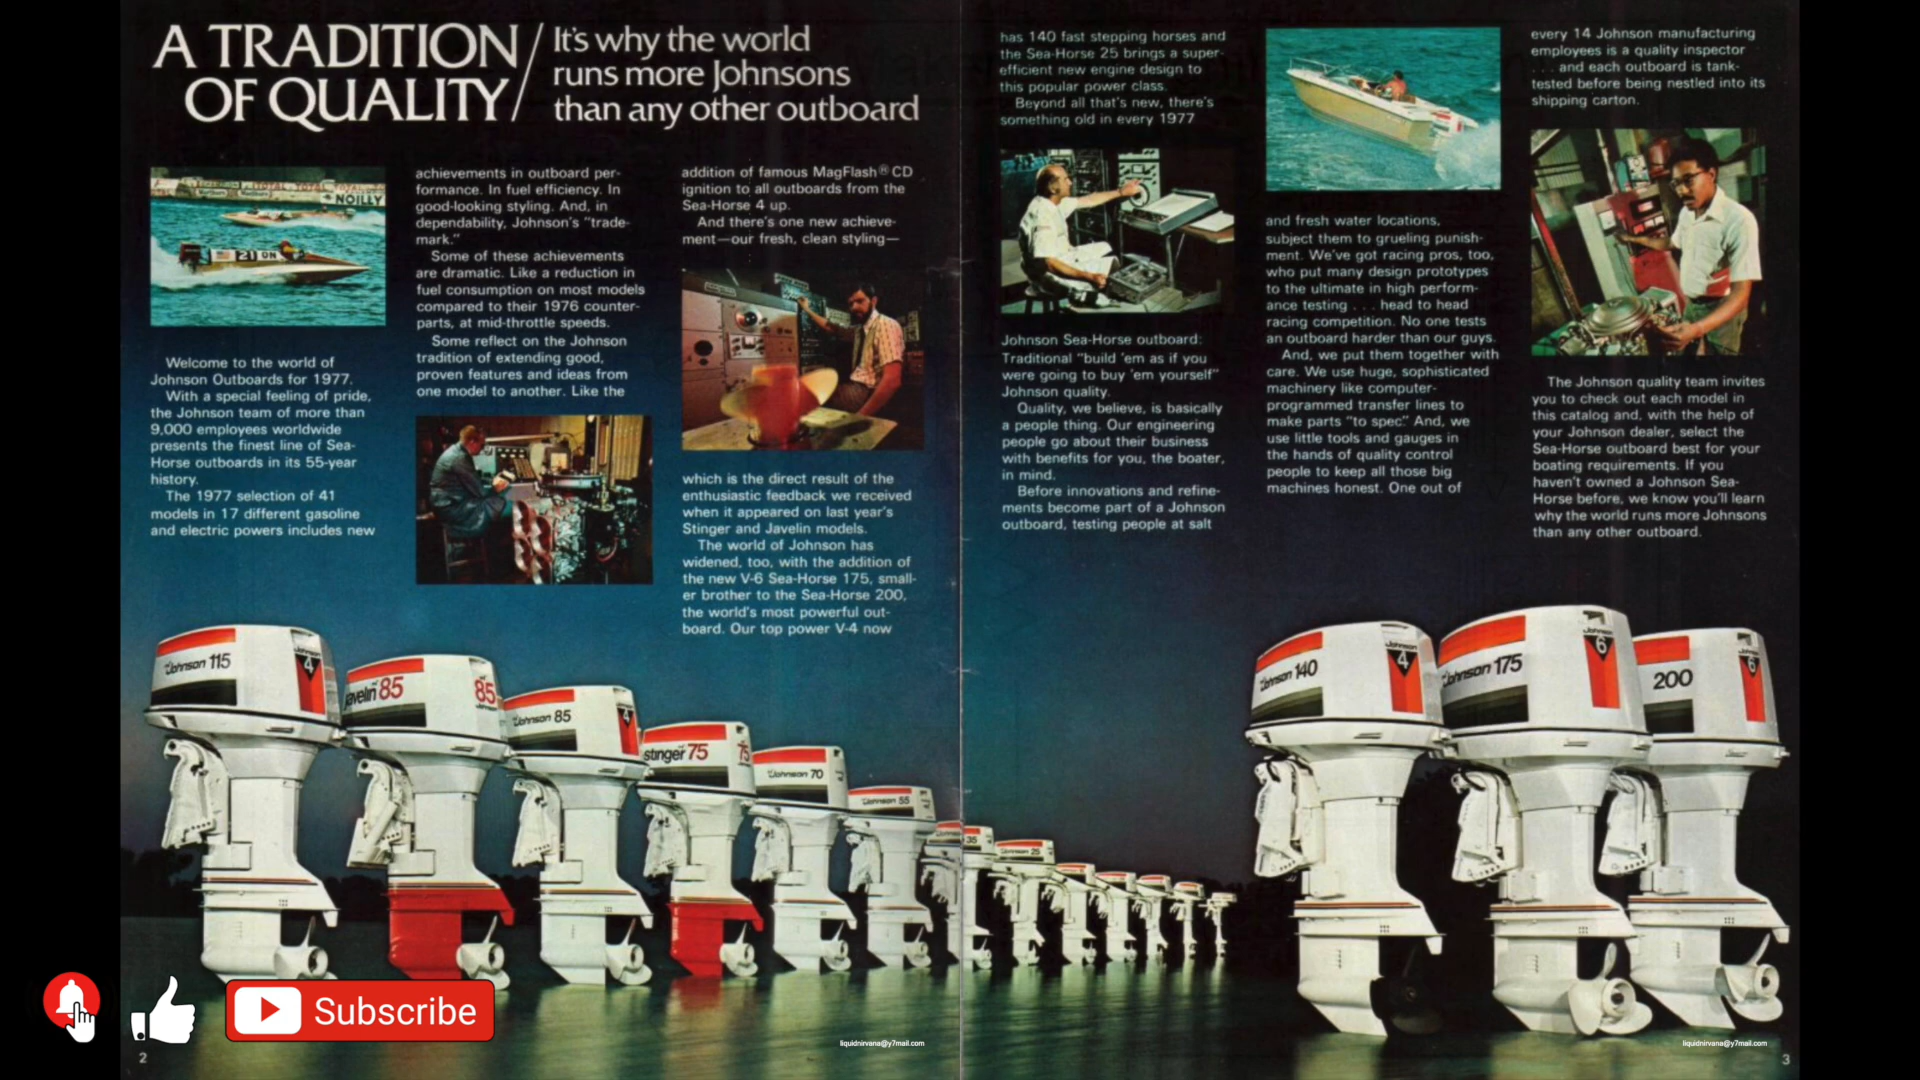 A TRADITION
OF QUALITY
It's why the world
runs more Johnsons
than any other outboard
NOILLY
21 ON
Welcome to the world of
Johnson Outboards for 1977.
With a special feeling of pride,
the Johnson team of more than
9,000 employees worldwide
presents the finest line of Sea-
Horse outboards in its 55-year
history.
The 1977 selection of 41
models in 17 different gasoline
and electric powers includes new
achievements in outboard per-
formance. In fuel efficiency. In
good-looking styling. And, in
dependability, Johnson's "trade-
mark."
Some of these achievements
are dramatic. Like a reduction in
fuel consumption on most models
compared to their 1976 counter-
parts, at mid-throttle speeds.
Some reflect on the Johnson
tradition of extending good,
proven features and ideas from
one model to another. Like the
addition of famous MagFlash® CD
ignition to all outboards from the
Sea-Horse 4 up.
And there's one new achieve-
ment—our fresh, clean styling—
which is the direct result of the
enthusiastic feedback we received
when it appeared on last year's
Stinger and Javelin models.
The world of Johnson has
widened, too, with the addition of
the new V-6 Sea-Horse 175, small-
er brother to the Sea-Horse 200,
the world's most powerful out-
board. Our top power V-4 now
has 140 fast stepping horses and
the Sea-Horse 25 brings a super-
efficient new engine design to
this popular power class.
Beyond all that's new, there's
something old in every 1977
Johnson Sea-Horse outboard:
Traditional "build 'em as if you
were going to buy 'em yourself"
Johnson quality.
Quality, we believe, is basically
a people thing. Our engineering
people go about their business
with benefits for you, the boater,
in mind.
Before innovations and refine-
ments become part of a Johnson
outboard, testing people at salt
and fresh water locations,
subject them to grueling punish-
ment. We've got racing pros, too,
who put many design prototypes
to the ultimate in high perform-
ance testing . . . head to head
racing competition. No one tests
an outboard harder than our guys.
And, we put them together with
care. We use huge, sophisticated
machinery like computer-
programmed transfer lines to
make parts "to spec." And, we
use little tools and gauges in
the hands of quality control
people to keep all those big
machines honest. One out of
every 14 Johnson manufacturing
employees is a quality inspector
. . . and each outboard is tank-
tested before being nestled into its
shipping carton.
The Johnson quality team invites
you to check out each model in
this catalog and, with the help of
your Johnson dealer, select the
Sea-Horse outboard best for your
boating requirements. If you
haven't owned a Johnson Sea-
Horse before, we know you'll learn
why the world runs more Johnsons
than any other outboard.
Johnson 115
Johnson 4
javelin 85
85
Johnson 85
4
stinger 75
75
Johnson 70
Johnson 55
35
Johnson 25
Johnson 140
Johnson 4
Johnson 175
Johnson 6
200
Johnson 6
Subscribe
liquidnirvana@y7mail.com
liquidnirvana@y7mail.com
2
3